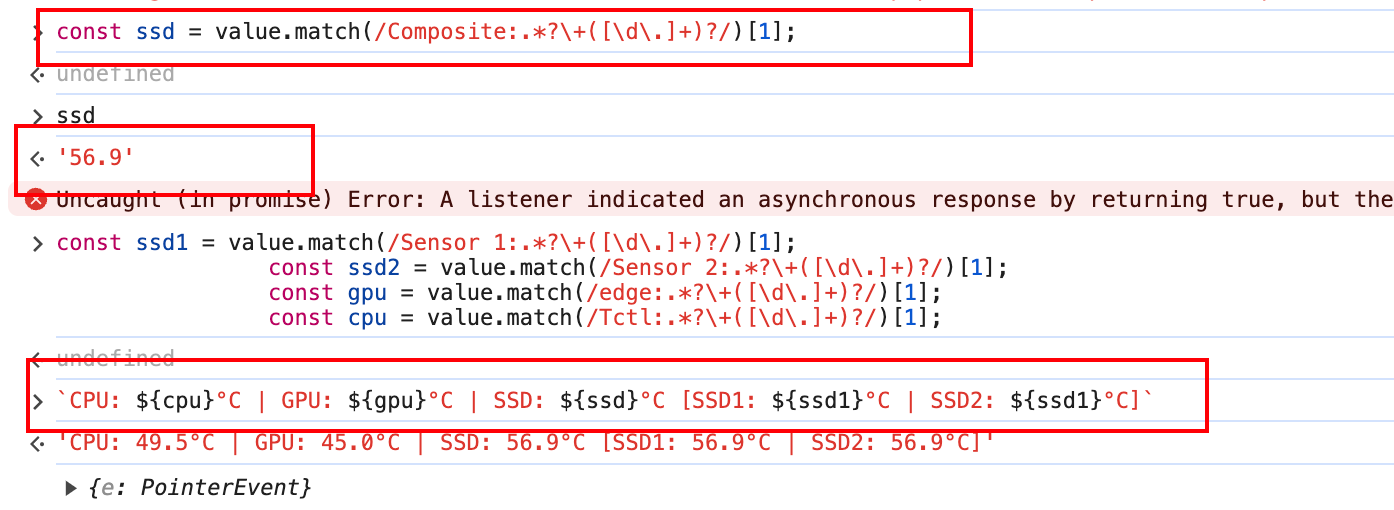 const ssd = value.match(/Composite:.*?\+([\d\.]+)?/)[1];
undefined
ssd
'56.9'
Uncaught (in promise) Error: A listener indicated an asynchronous response by returning true, but the
const ssd1 = value.match(/Sensor 1:.*?\+([\d\.]+)?/)[1];
const ssd2 = value.match(/Sensor 2:.*?\+([\d\.]+)?/)[1];
const gpu = value.match(/edge:.*?\+([\d\.]+)?/)[1];
const cpu = value.match(/Tctl:.*?\+([\d\.]+)?/)[1];
undefined
`CPU: ${cpu}°C | GPU: ${gpu}°C | SSD: ${ssd}°C [SSD1: ${ssd1}°C | SSD2: ${ssd1}°C]`
'CPU: 49.5°C | GPU: 45.0°C | SSD: 56.9°C [SSD1: 56.9°C | SSD2: 56.9°C]'
{e: PointerEvent}